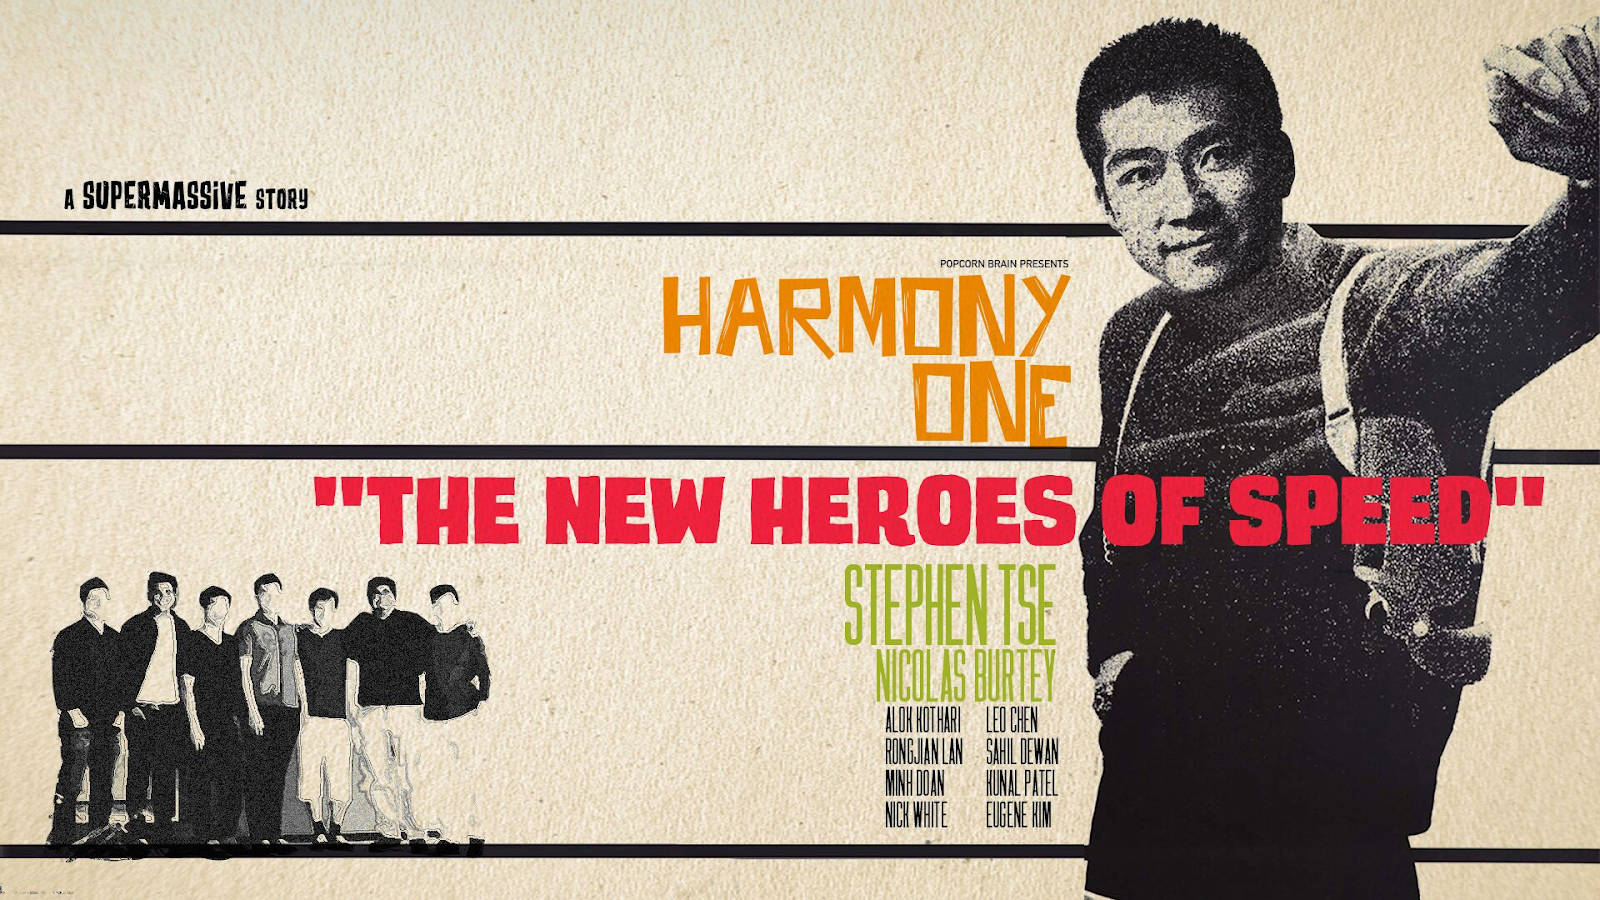 A SUPERMASSiVE STORY
POPCORN BRAIN PRESENTS
HARMONY
ONE
"THE NEW HEROES OF SPEED"
STEPHEN TSE
NICOLAS BURTEY
ALOK KOTHARI
LEO CHEN
RONGJIAN LAN
SAHIL DEWAN
MINH DOAN
KUNAL PATEL
NICK WHITE
EUGENE KIM